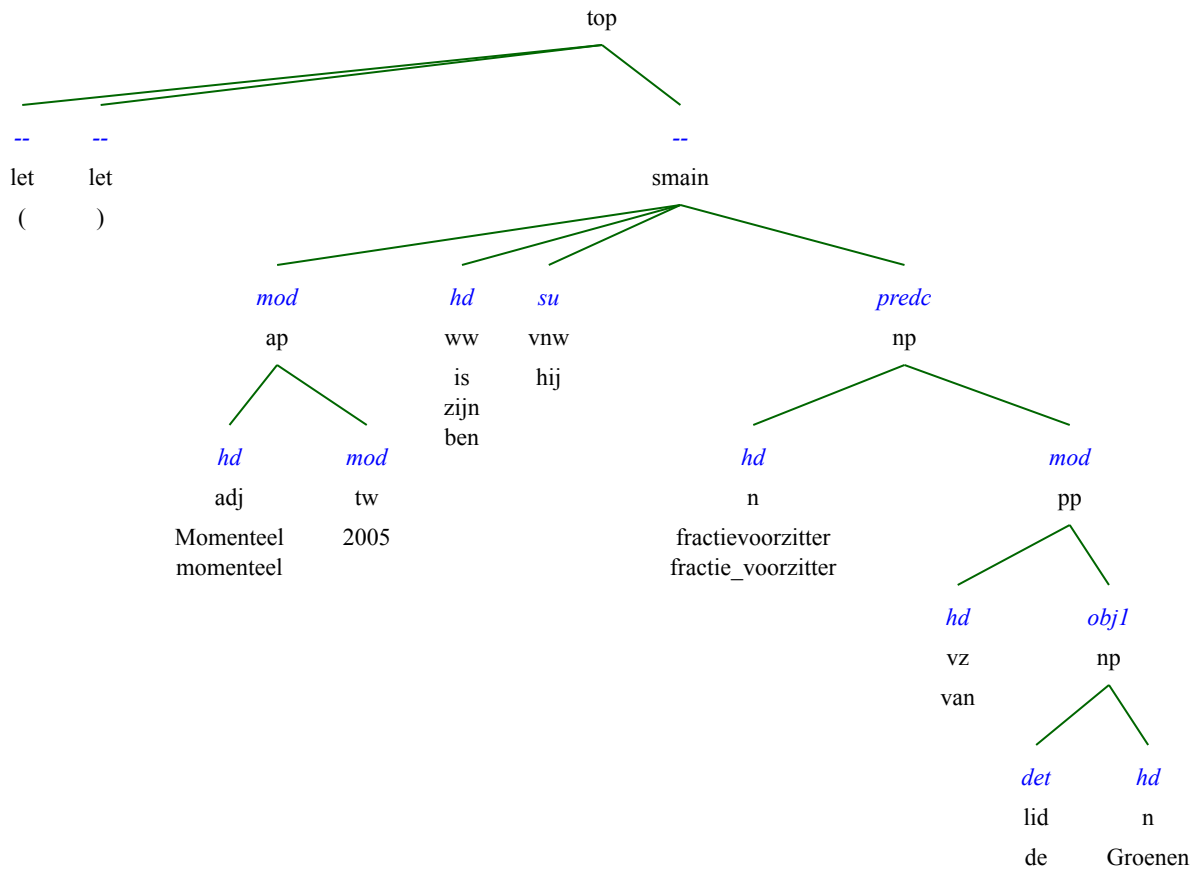 top
-- -- --
let let smain
( )
mod hd su predc
ap ww vnw np
is hij
zijn
ben
hd mod hd mod
adj tw n pp
Momenteel 2005 fractievoorzitter
momenteel fractie_voorzitter
hd obj1
vz np
van
det hd
lid n
de Groenen